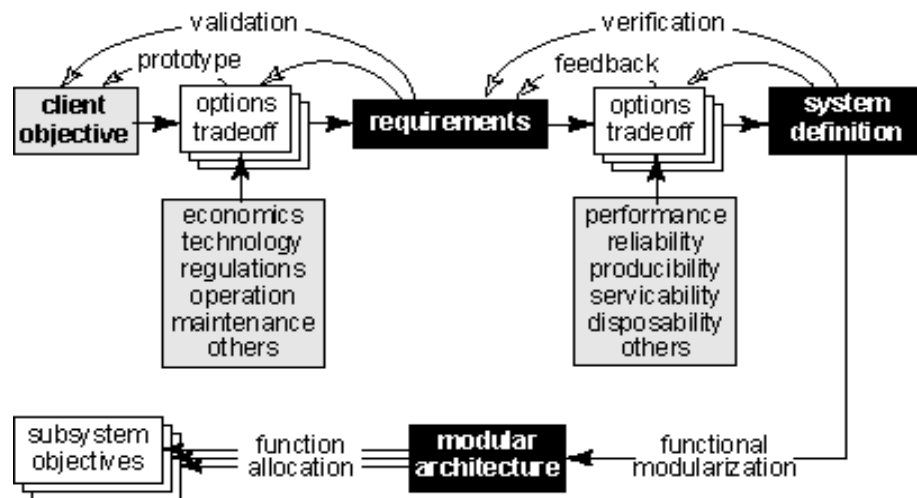 validation
verification
prototype
feedback
client
objective
options
tradeoff
requirements
options
tradeoff
system
definition
economics
technology
regulations
operation
maintenance
others
performance
reliability
producibility
servicability
disposability
others
subsystem
objectives
function
allocation
modular
architecture
functional
modularization